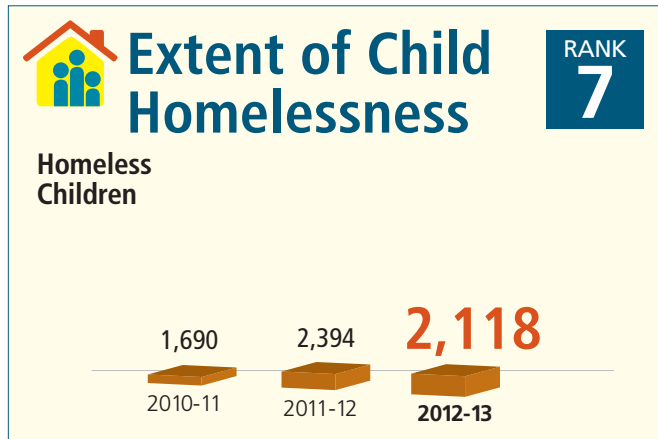 Extent of Child
Homelessness
RANK
7
Homeless
Children
1,690
2,394
2,118
2010-11
2011-12
2012-13